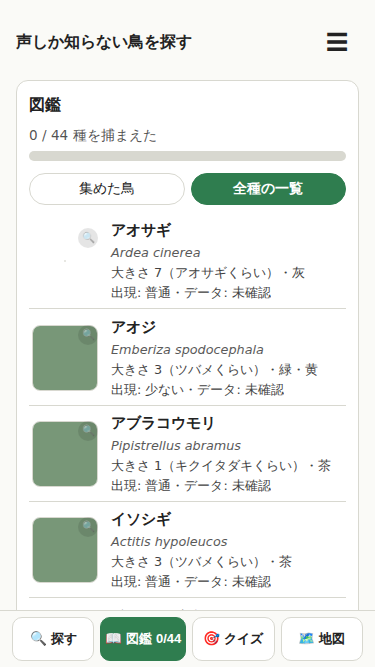 声しか知らない鳥を探す
図鑑
0 / 44 種を捕まえた
集めた鳥
全種の一覧
アオサギ
Ardea cinerea
大きさ 7（アオサギくらい）・灰
出現: 普通・データ: 未確認
アオジ
Emberiza spodocephala
大きさ 3（ツバメくらい）・緑・黄
出現: 少ない・データ: 未確認
アブラコウモリ
Pipistrellus abramus
大きさ 1（キクイタダキくらい）・茶
出現: 普通・データ: 未確認
イソシギ
Actitis hypoleucos
大きさ 3（ツバメくらい）・茶
出現: 普通・データ: 未確認
探す
図鑑 0/44
クイズ
地図